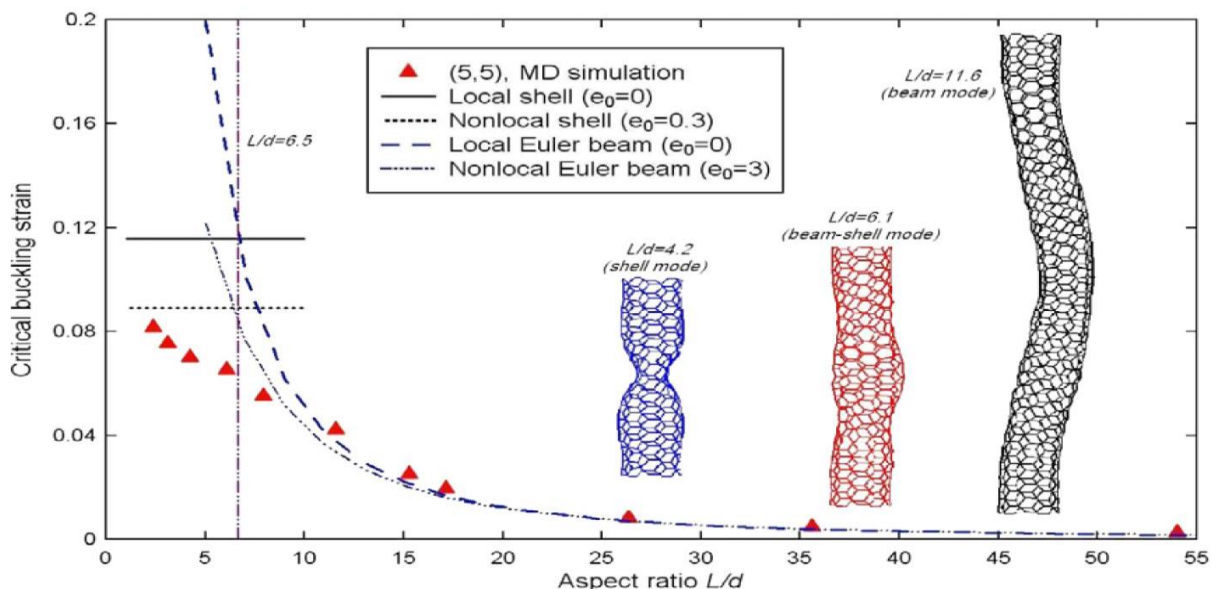 0.2
0.16
0.12
0.08
0.04
0
Critical buckling strain
L/d=6.5
(5,5), MD simulation
Local shell (e₀=0)
Nonlocal shell (e₀=0.3)
Local Euler beam (e₀=0)
Nonlocal Euler beam (e₀=3)
L/d=4.2
(shell mode)
L/d=6.1
(beam-shell mode)
L/d=11.6
(beam mode)
0 5 10 15 20 25 30 35 40 45 50 55
Aspect ratio L/d